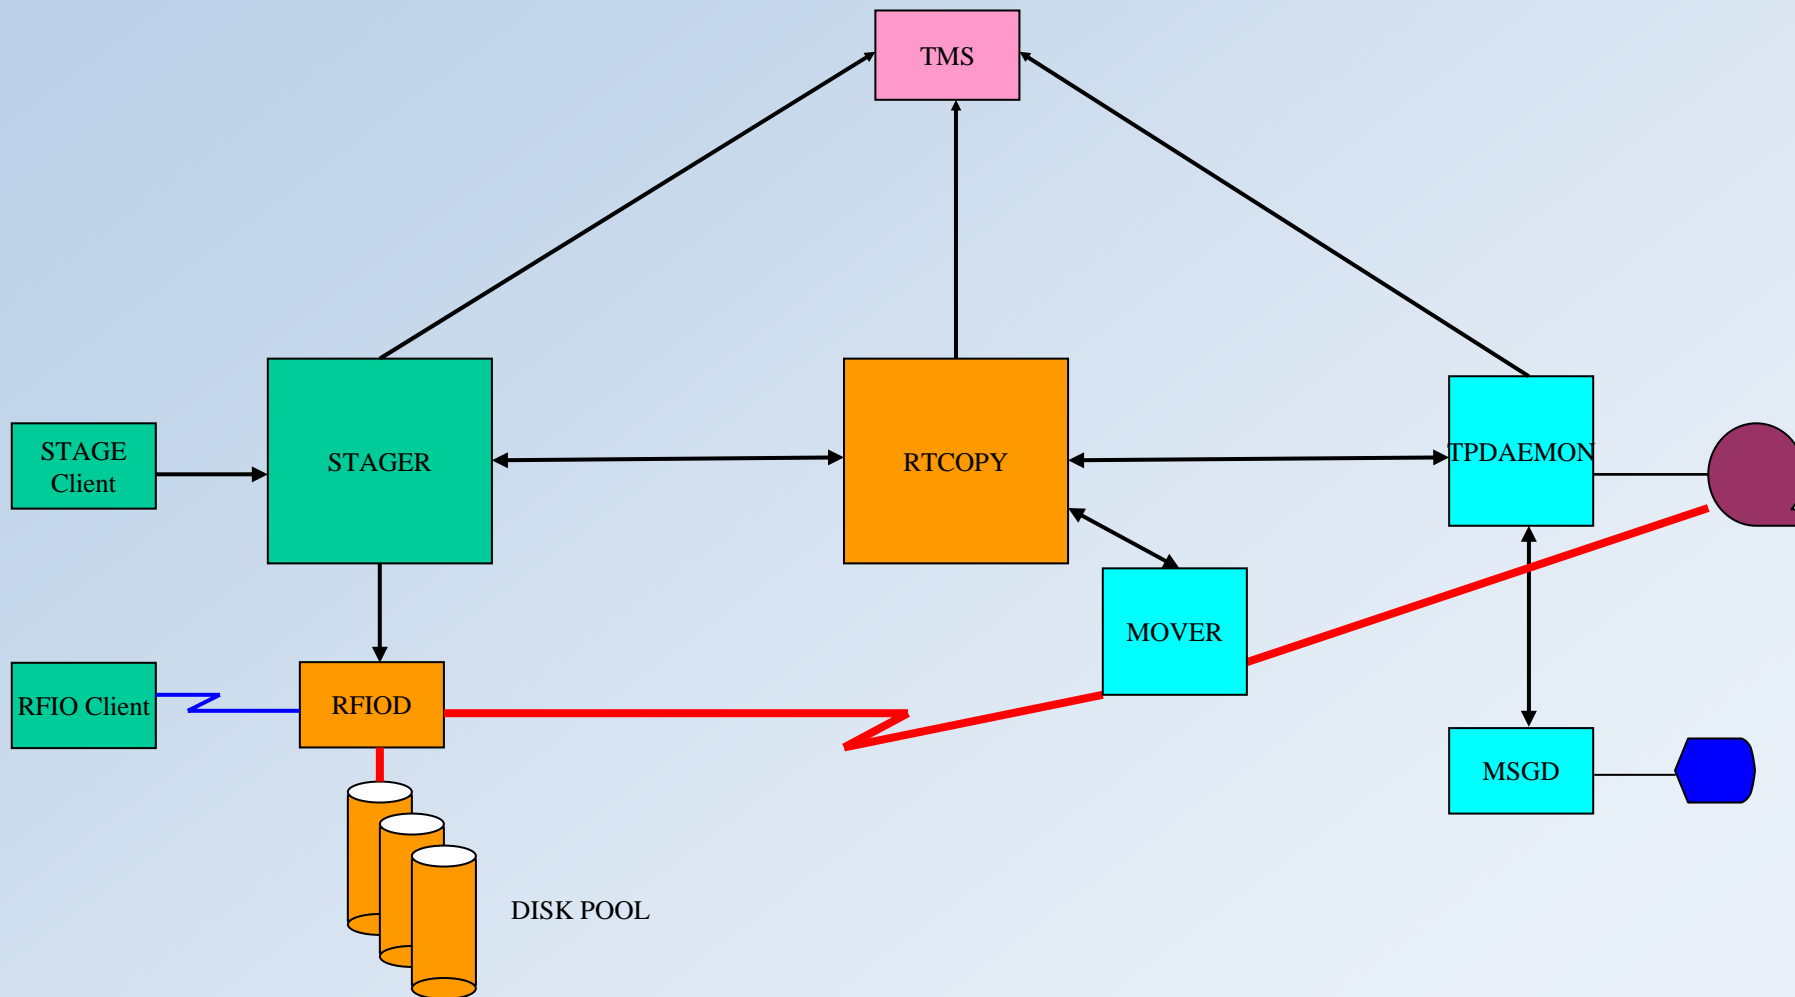 TMS
STAGE
Client
STAGER
RTCOPY
TPDAEMON
MOVER
RFIO Client
RFIOD
MSGD
DISK POOL